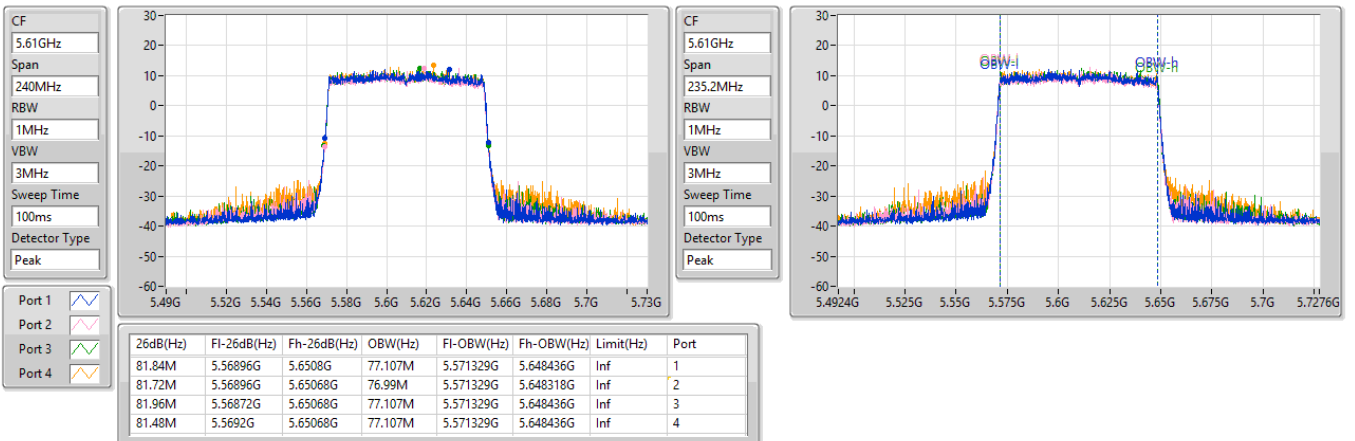 CF
5.61GHz
Span
240MHz
RBW
1MHz
VBW
3MHz
Sweep Time
100ms
Detector Type
Peak
30
20
10
0
-10
-20
-30
-40
-50
-60
5.49G 5.52G 5.54G 5.56G 5.58G 5.6G 5.62G 5.64G 5.66G 5.68G 5.7G 5.73G
CF
5.61GHz
Span
235.2MHz
RBW
1MHz
VBW
3MHz
Sweep Time
100ms
Detector Type
Peak
30
20
10
0
-10
-20
-30
-40
-50
-60
OBW-l OBW-h
5.4924G 5.525G 5.55G 5.575G 5.6G 5.625G 5.65G 5.675G 5.7G 5.7276G
Port 1
Port 2
Port 3
Port 4
26dB(Hz) Fl-26dB(Hz) Fh-26dB(Hz) OBW(Hz) Fl-OBW(Hz) Fh-OBW(Hz) Limit(Hz) Port
81.84M 5.56896G 5.6508G 77.107M 5.571329G 5.648436G Inf 1
81.72M 5.56896G 5.65068G 76.99M 5.571329G 5.648318G Inf 2
81.96M 5.56872G 5.65068G 77.107M 5.571329G 5.648436G Inf 3
81.48M 5.5692G 5.65068G 77.107M 5.571329G 5.648436G Inf 4